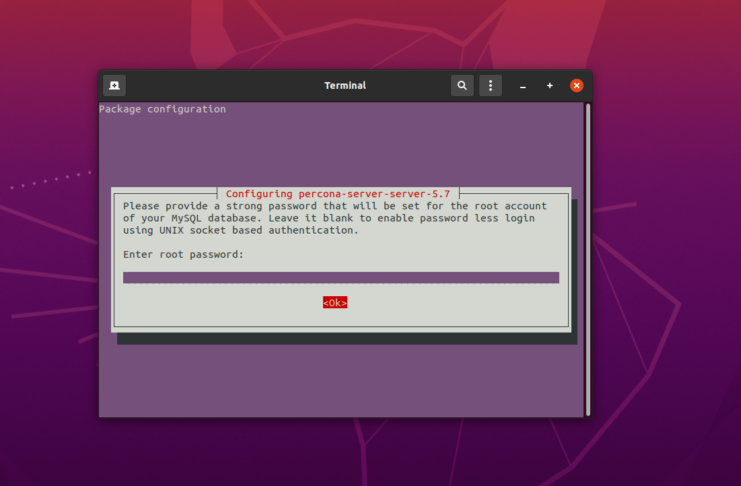 Terminal
Package configuration
Configuring percona-server-server-5.7
Please provide a strong password that will be set for the root account
of your MySQL database. Leave it blank to enable password less login
using UNIX socket based authentication.
Enter root password:
<Ok>